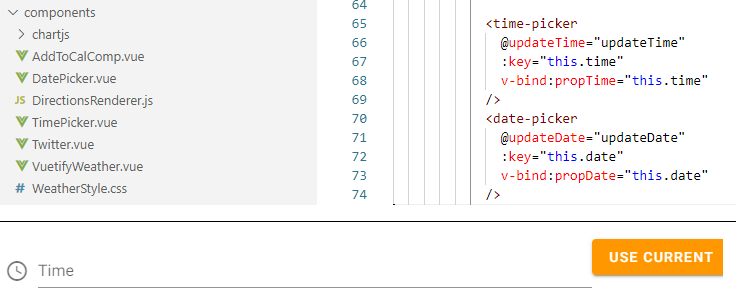 components
chartjs
AddToCalComp.vue
DatePicker.vue
JS DirectionsRenderer.js
TimePicker.vue
Twitter.vue
VuetifyWeather.vue
# WeatherStyle.css
64
65 <time-picker
66 @updateTime="updateTime"
67 :key="this.time"
68 v-bind:propTime="this.time"
69 />
70 <date-picker
71 @updateDate="updateDate"
72 :key="this.date"
73 v-bind:propDate="this.date"
74 />
Time
USE CURRENT